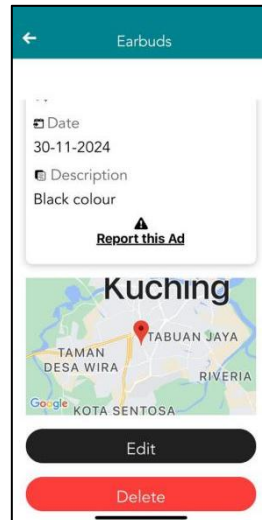 Earbuds
Date
30-11-2024
Description
Black colour
Report this Ad
Kuching
TABUAN JAYA
TAMAN
DESA WIRA
RIVERIA
Google
KOTA SENTOSA
Edit
Delete